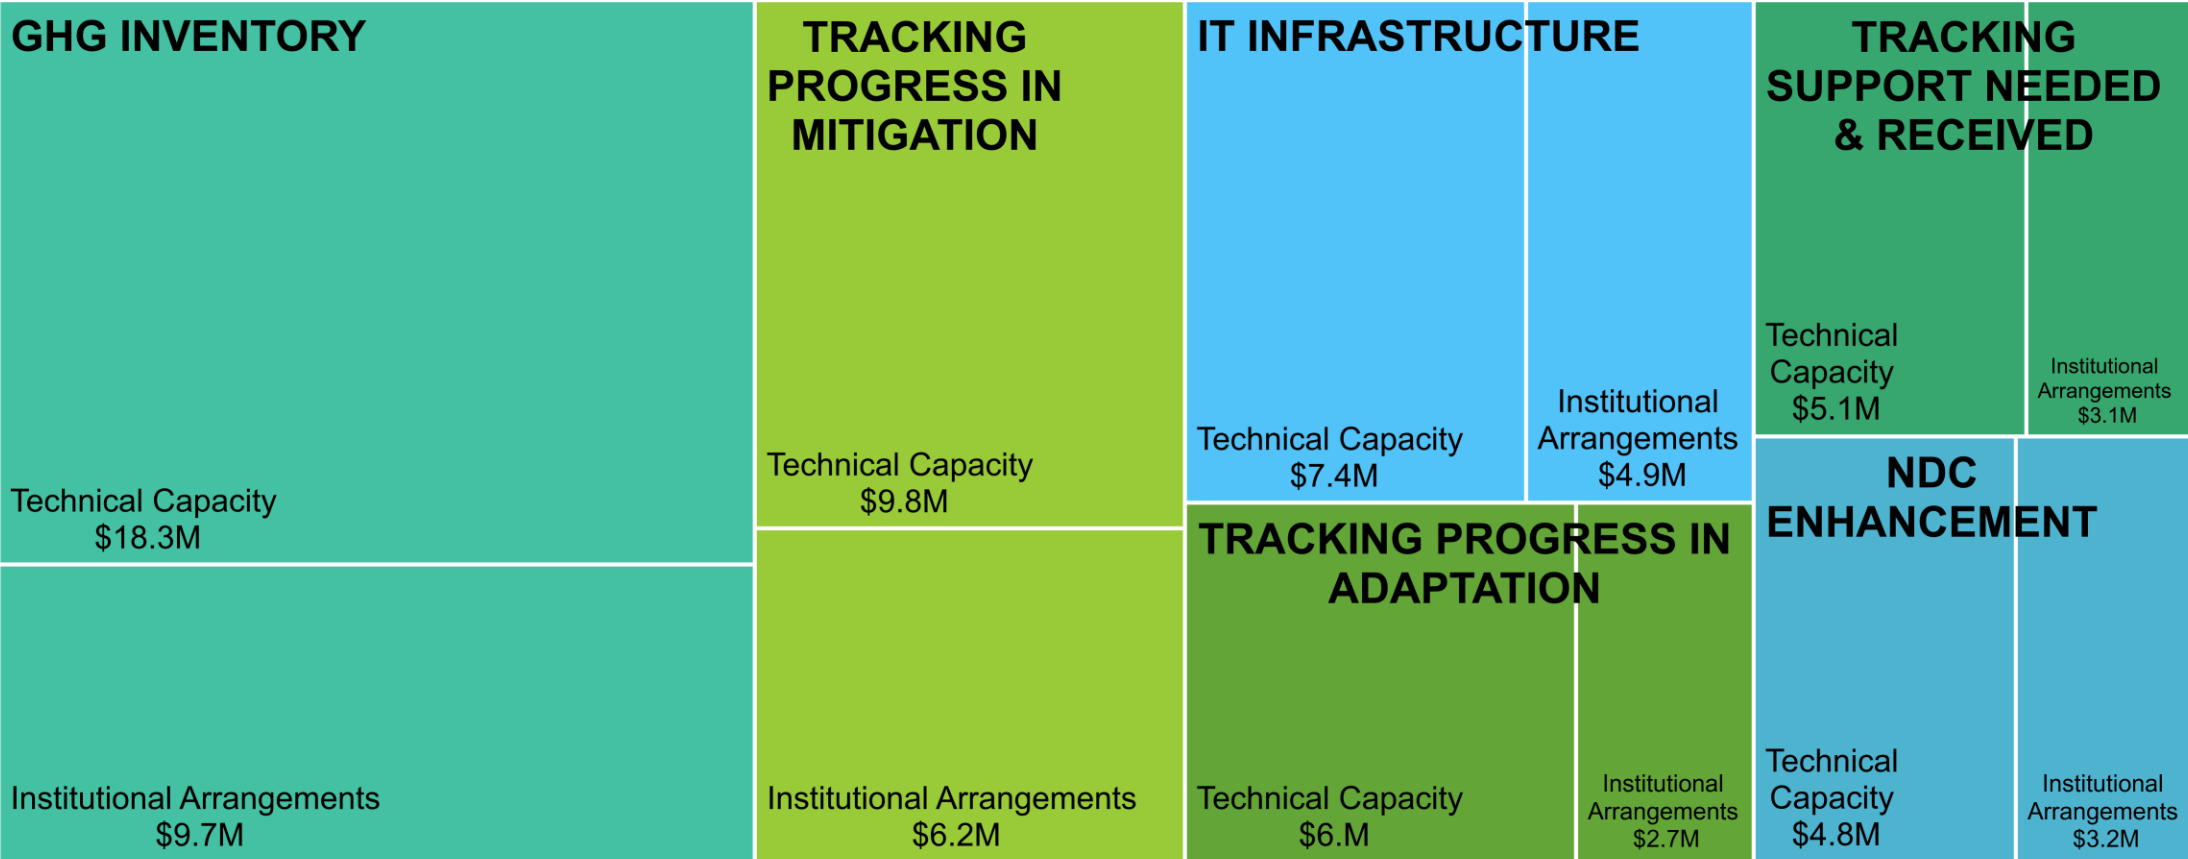 GHG INVENTORY
Technical Capacity
$18.3M
Institutional Arrangements
$9.7M
TRACKING
PROGRESS IN
MITIGATION
Technical Capacity
$9.8M
Institutional Arrangements
$6.2M
IT INFRASTRUCTURE
Technical Capacity
$7.4M
Institutional
Arrangements
$4.9M
TRACKING PROGRESS IN
ADAPTATION
Technical Capacity
$6.M
Institutional
Arrangements
$2.7M
TRACKING
SUPPORT NEEDED
& RECEIVED
Technical
Capacity
$5.1M
Institutional
Arrangements
$3.1M
NDC
ENHANCEMENT
Technical
Capacity
$4.8M
Institutional
Arrangements
$3.2M